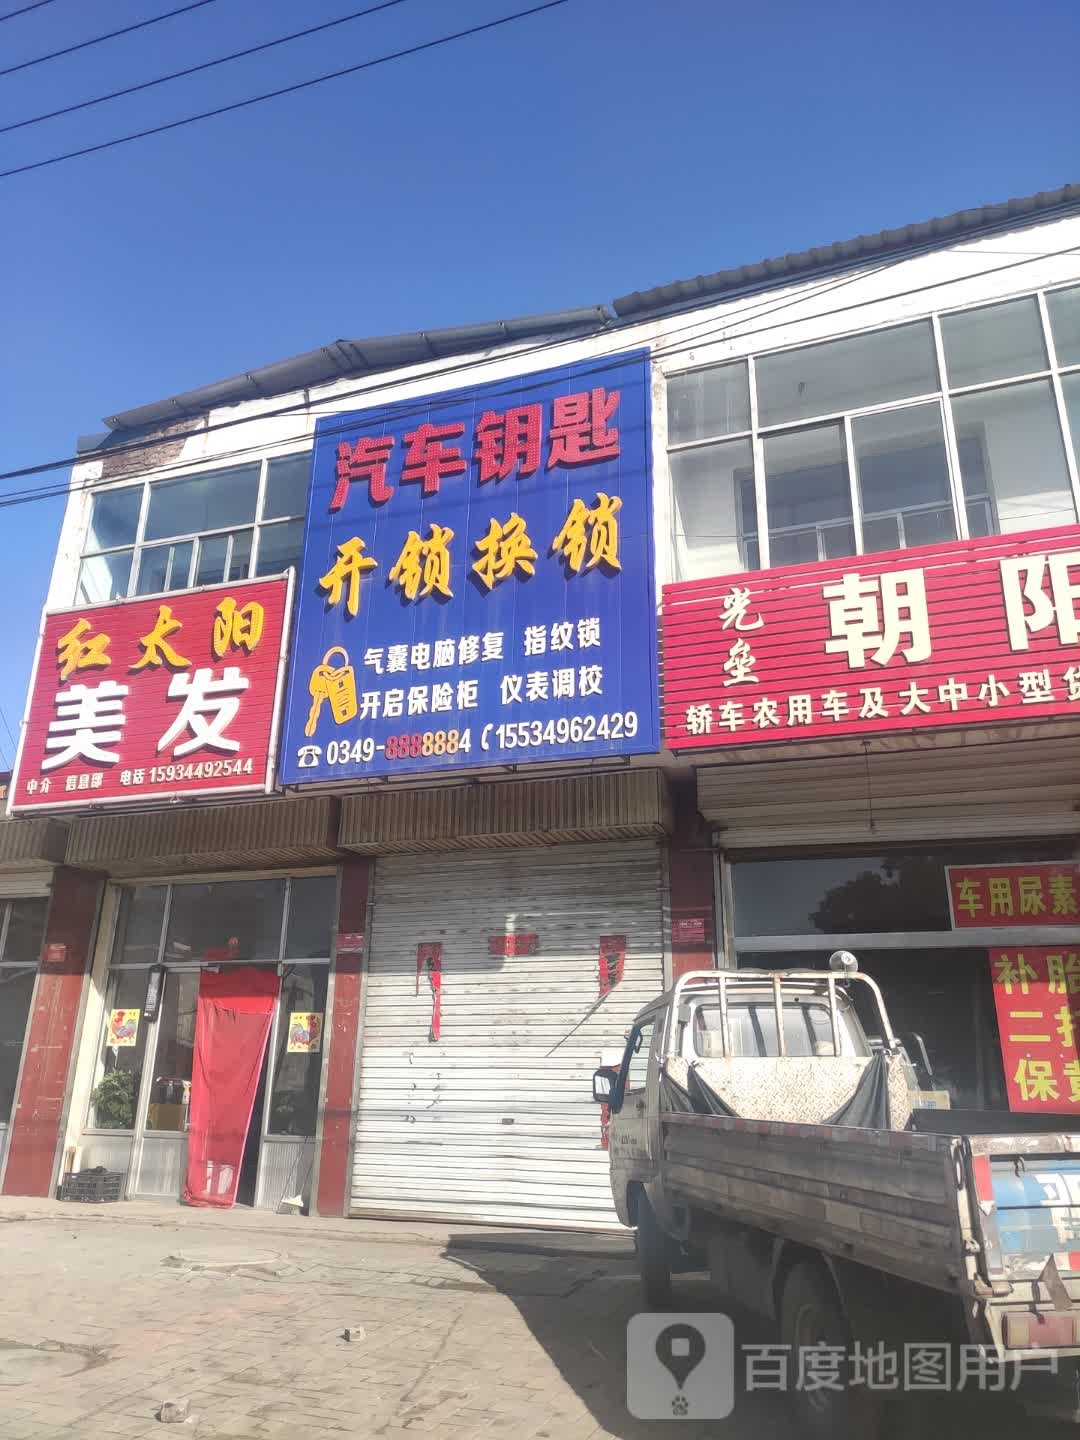 汽车钥匙
开锁换锁
气囊电脑修复 指纹锁
开启保险柜 仪表调校
0349-8888884 15534962429
红太阳
美发
中介 信息部 电话 15934492544
光垒
朝阳
轿车农用车及大中小型货
车用尿素
补胎
二
保
百度地图用户